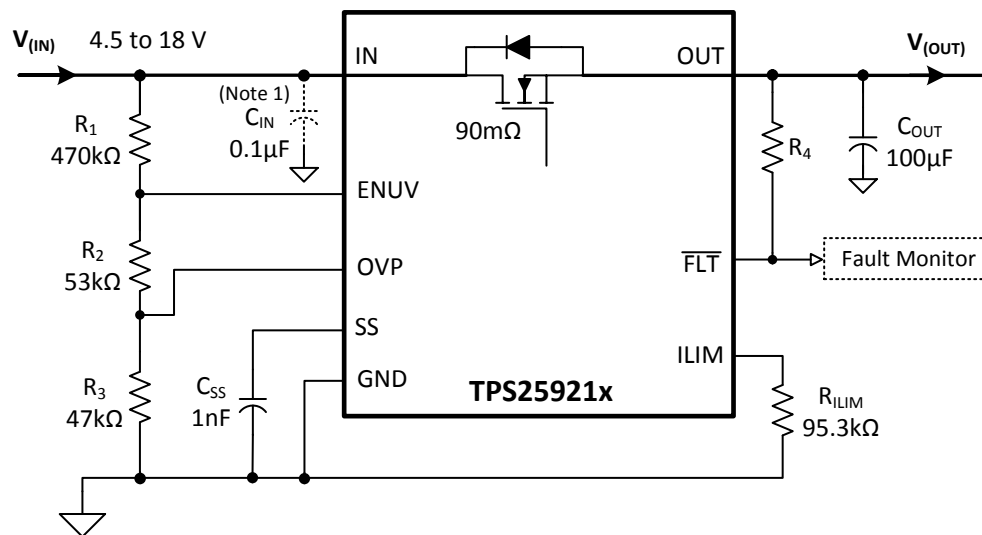 V(IN) 4.5 to 18 V
IN
OUT
V(OUT)
(Note 1)
CIN
0.1µF
R1
470kΩ
90mΩ
R4
COUT
100µF
ENUV
R2
53kΩ
OVP
FLT
Fault Monitor
SS
ILIM
GND
R3
47kΩ
CSS
1nF
TPS25921x
RILIM
95.3kΩ